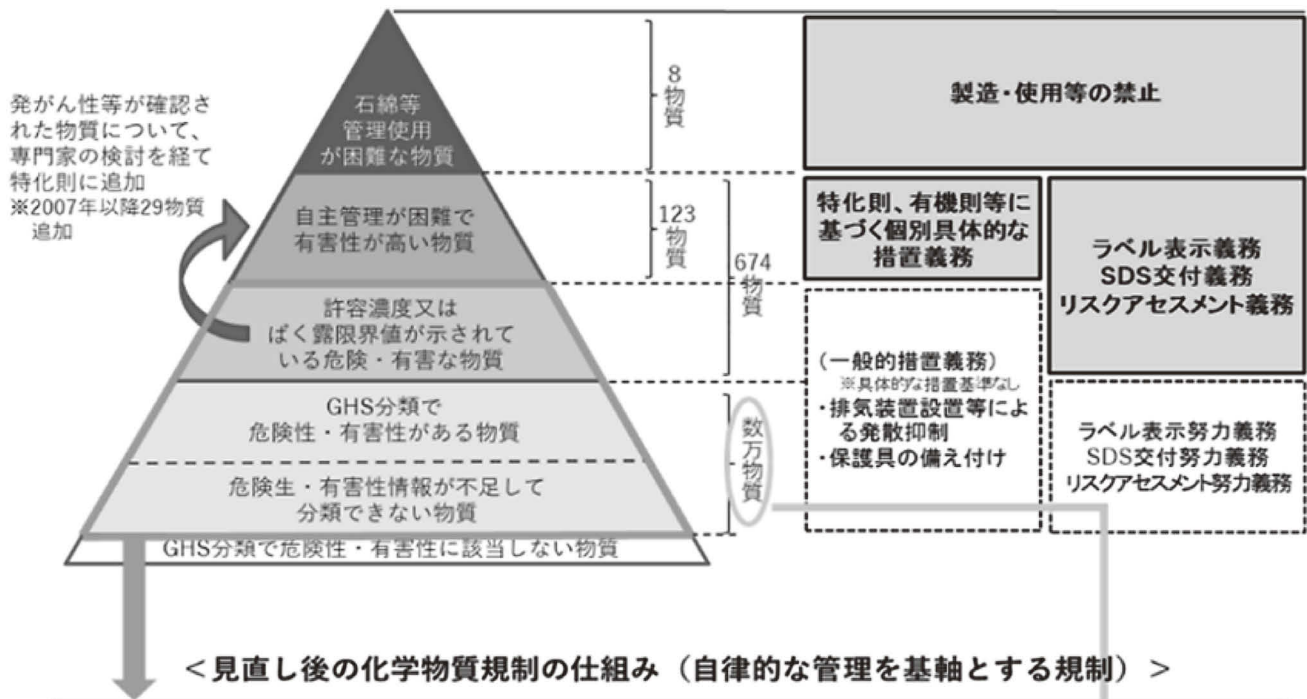 発がん性等が確認さ
れた物質について、
専門家の検討を経て
特化則に追加
※2007年以降29物質
追加
石綿等
管理使用
が困難な物質
自主管理が困難で
有害性が高い物質
許容濃度又は
ばく露限界値が示されて
いる危険・有害な物質
GHS分類で
危険性・有害性がある物質
危険生・有害性情報が不足して
分類できない物質
GHS分類で危険性・有害性に該当しない物質
8
物質
123
物質
674
物質
数万物質
製造・使用等の禁止
特化則、有機則等に
基づく個別具体的な
措置義務
ラベル表示義務
SDS交付義務
リスクアセスメント義務
(一般的措置義務)
※具体的な措置基準なし
・排気装置設置等によ
る発散抑制
・保護具の備え付け
ラベル表示努力義務
SDS交付努力義務
リスクアセスメント努力義務
<見直し後の化学物質規制の仕組み(自律的な管理を基軸とする規制)>